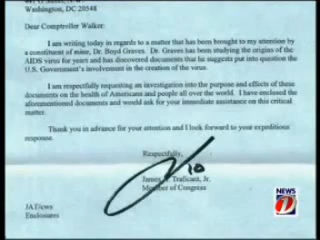 Washington, DC 20548
Dear Comptroller Walker:
I am writing today in regards to a matter that has been brought to my attention by
a constituent of mine, Dr. Boyd Graves. Dr. Graves has been studying the origins of the
AIDS virus for years and has discovered documents that he suggests put into question the
U.S. Government's involvement in the creation of the virus.
I am respectfully requesting an investigation into the purpose and effects of these
documents on the health of Americans and people all over the world. I have enclosed the
aforementioned documents and would ask for your immediate assistance on this critical
matter.
Thank you in advance for your attention and I look forward to your expeditious
response.
Respectfully,
James Traficant, Jr.
Member of Congress
JAT/cws
Enclosures
NEWS